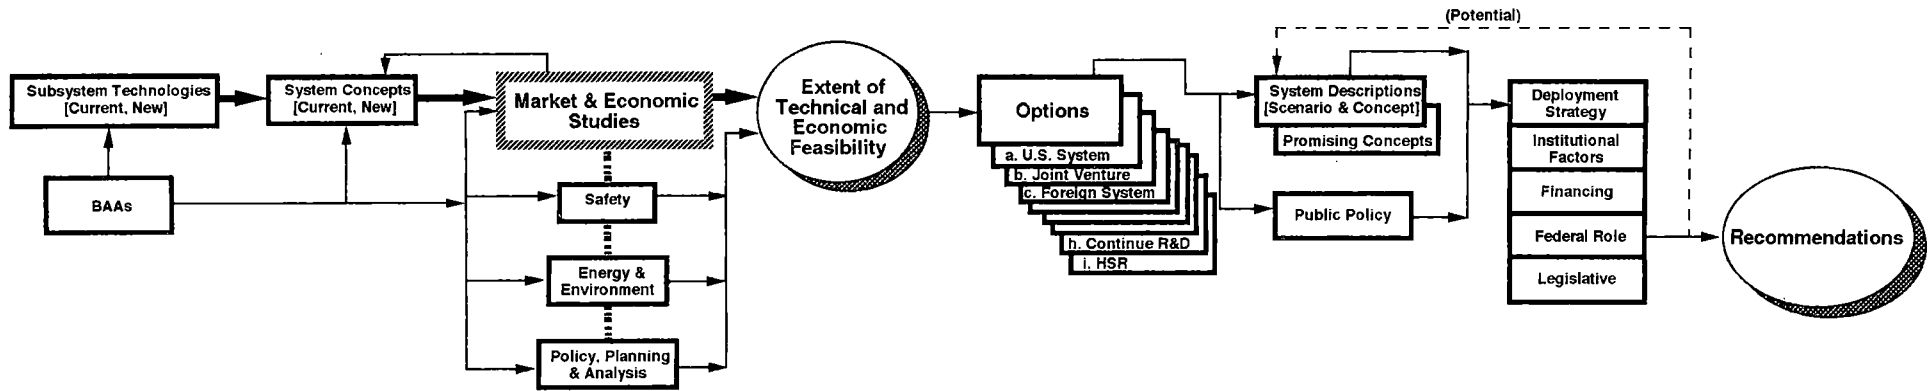 (Potential)
Subsystem Technologies
[Current, New]
System Concepts
[Current, New]
Market & Economic
Studies
BAAs
Safety
Energy &
Environment
Policy, Planning
& Analysis
Extent of
Technical and
Economic
Feasibility
Options
a. U.S. System
b. Joint Venture
c. Foreign System
h. Continue R&D
i. HSR
System Descriptions
[Scenario & Concept]
Promising Concepts
Public Policy
Deployment
Strategy
Institutional
Factors
Financing
Federal Role
Legislative
Recommendations